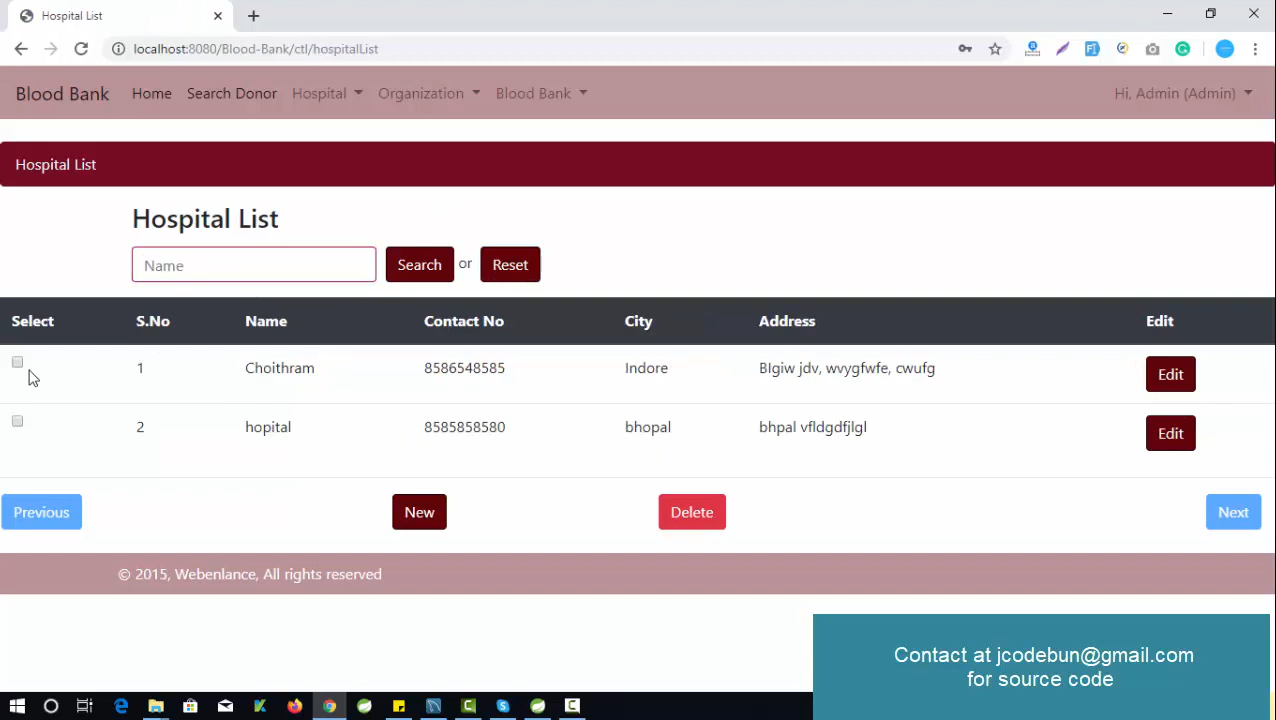 Hospital List
localhost:8080/Blood-Bank/ctl/hospitalList
Blood Bank Home Search Donor Hospital Organization Blood Bank Hi, Admin (Admin)
Hospital List
Hospital List
Name Search or Reset
Select S.No Name Contact No City Address Edit
1 Choithram 8586548585 Indore BIgiw jdv, wvygfwfe, cwufg Edit
2 hopital 8585858580 bhopal bhpal vfldgdfjlgl Edit
Previous New Delete Next
© 2015, Webenlance, All rights reserved
Contact at jcodebun@gmail.com
for source code